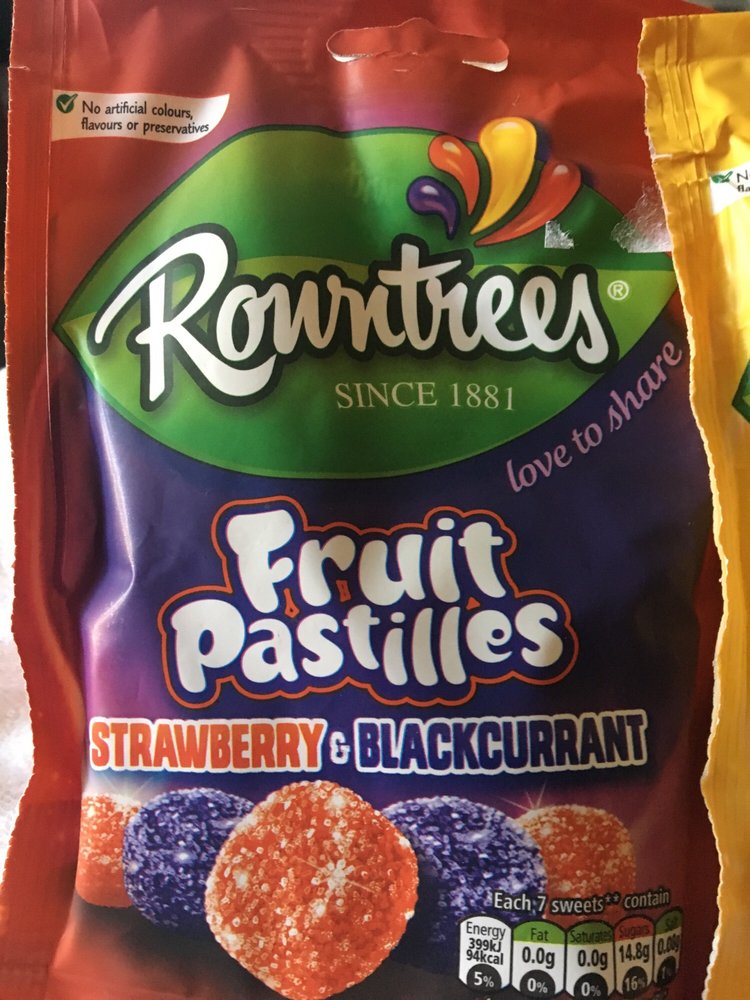 No artificial colours,
flavours or preservatives
Rowntrees®
SINCE 1881
love to share
Fruit
Pastilles
STRAWBERRY & BLACKCURRANT
Each 7 sweets** contain
Energy Fat Saturates Sugars Salt
399kJ
94kcal 0.0g 0.0g 14.8g
5% 0% 0% 16%